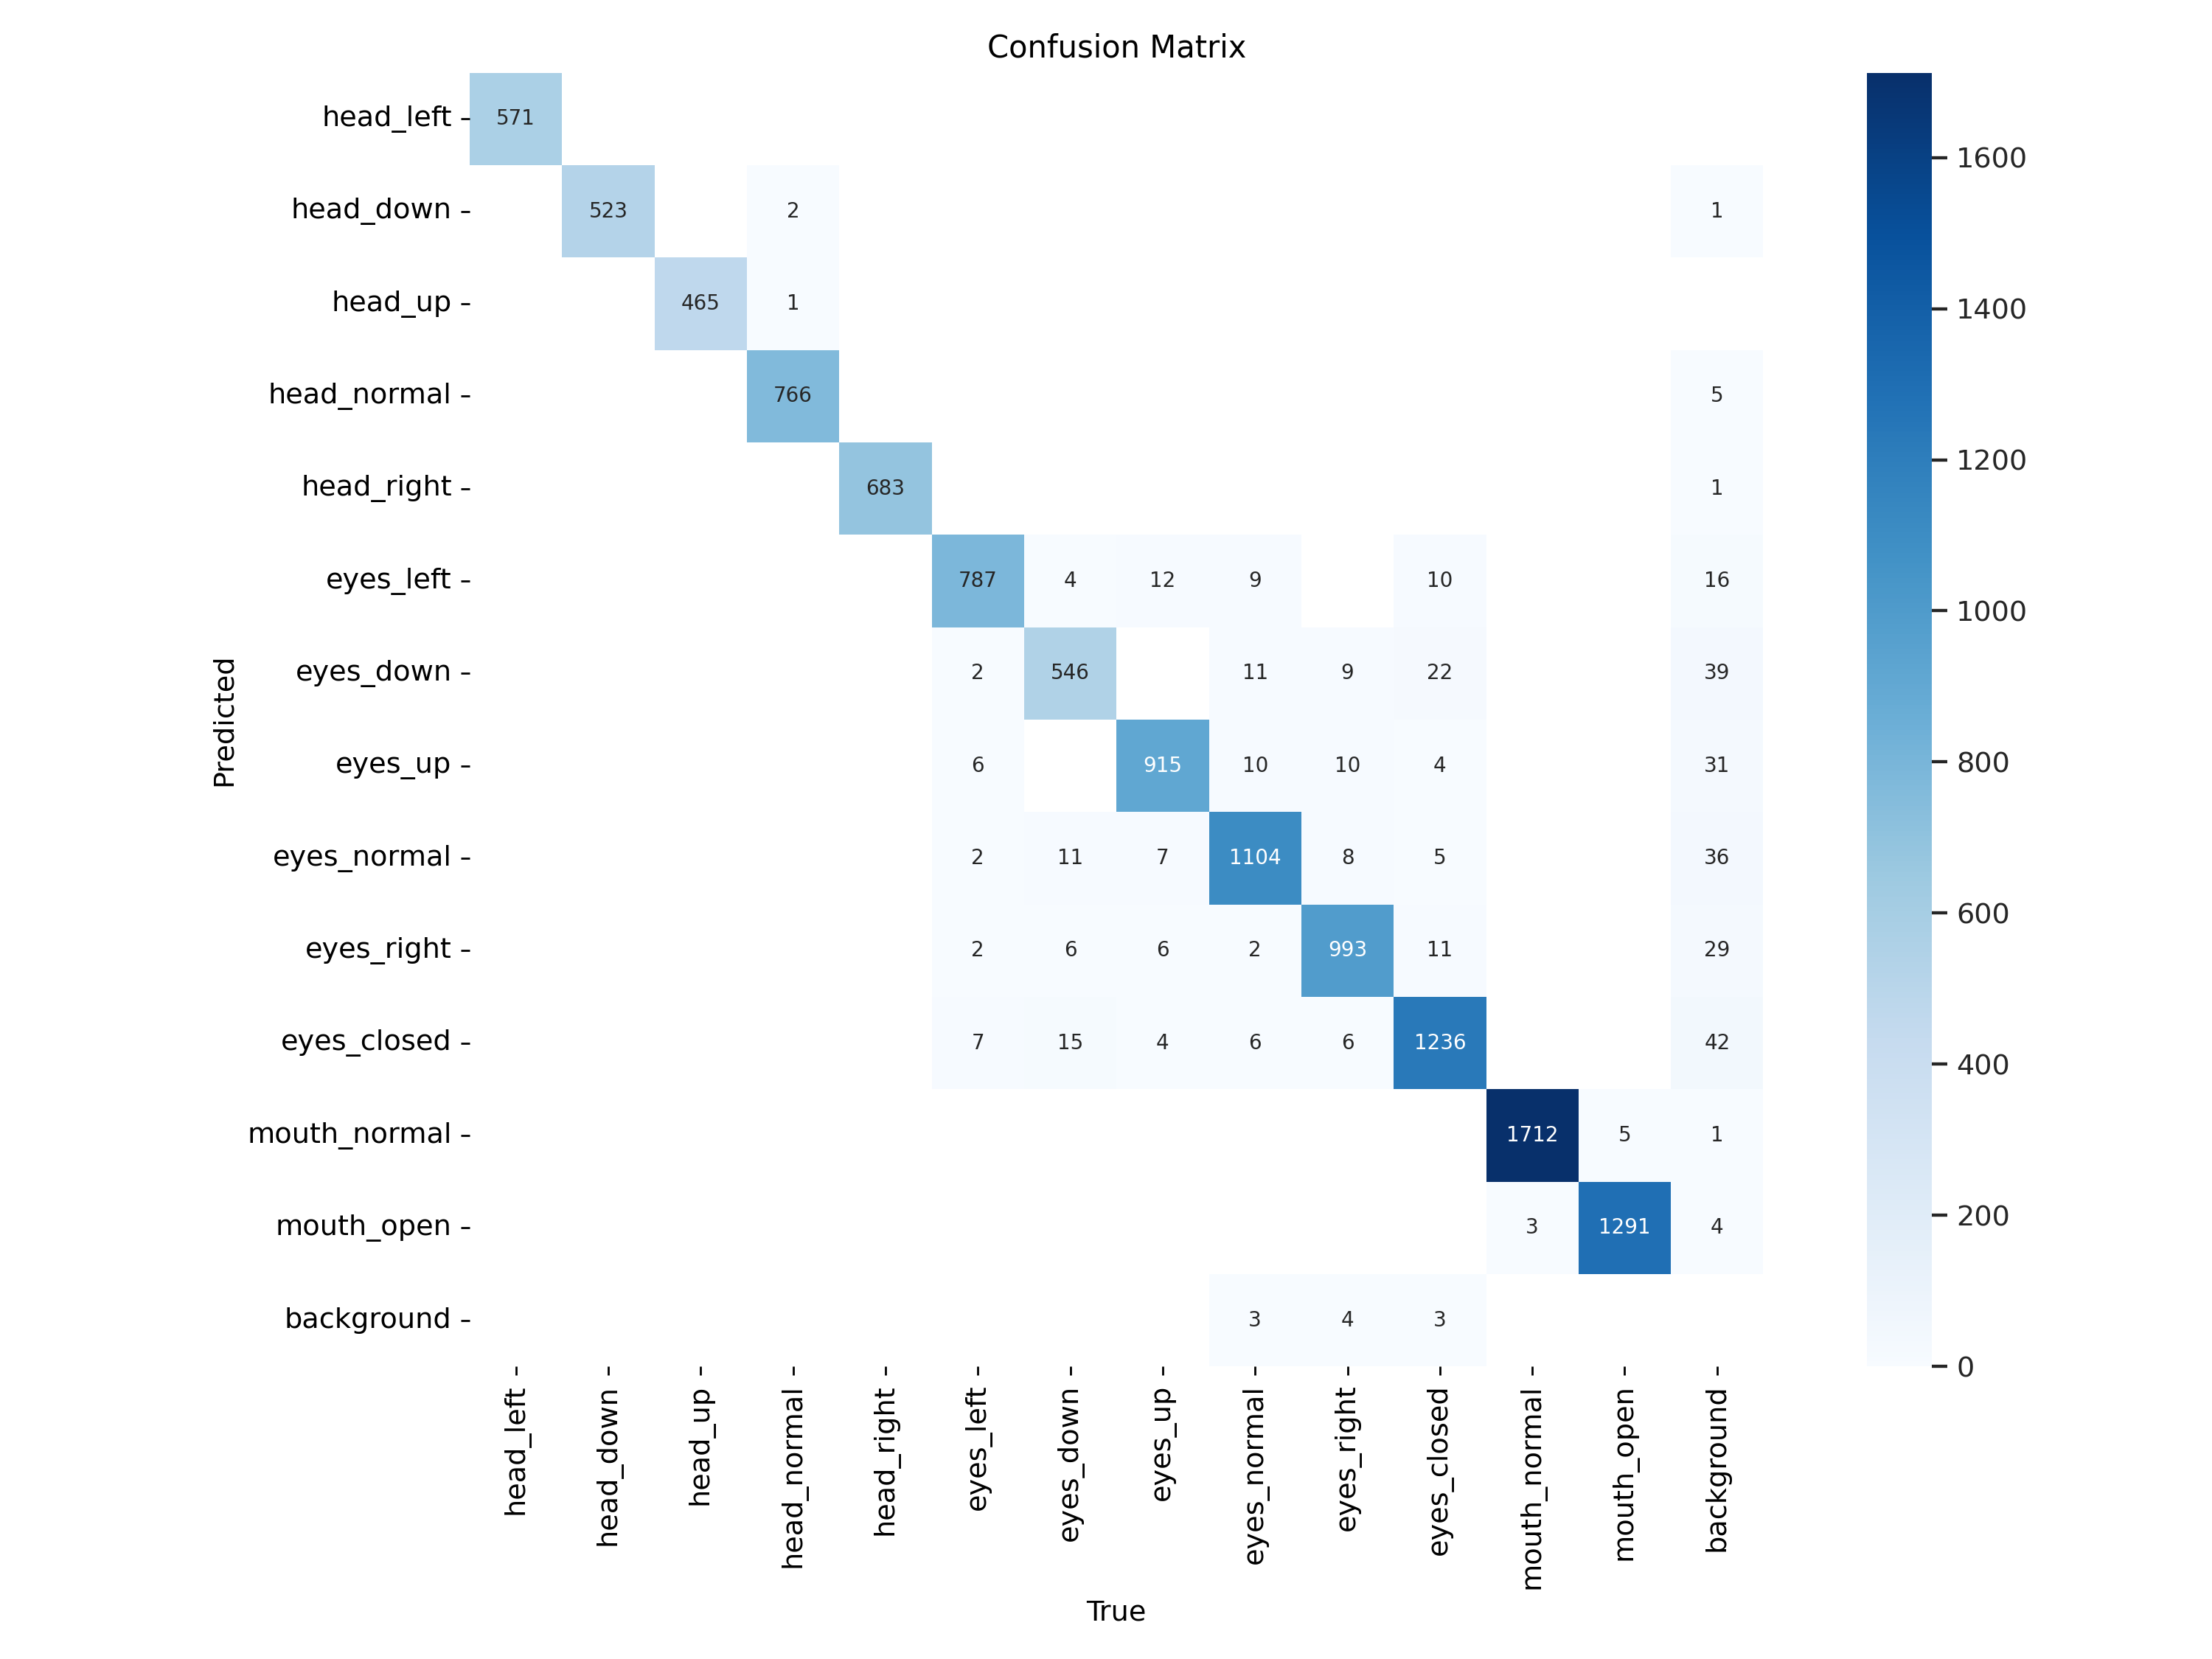 Confusion Matrix
head_left 571
head_down 523 2 1
head_up 465 1
head_normal 766 5
head_right 683 1
eyes_left 787 4 12 9 10 16
eyes_down 2 546 11 9 22 39
eyes_up 6 915 10 10 4 31
eyes_normal 2 11 7 1104 8 5 36
eyes_right 2 6 6 2 993 11 29
eyes_closed 7 15 4 6 6 1236 42
mouth_normal 1712 5 1
mouth_open 3 1291 4
background 3 4 3
Predicted
head_left
head_down
head_up
head_normal
head_right
eyes_left
eyes_down
eyes_up
eyes_normal
eyes_right
eyes_closed
mouth_normal
mouth_open
background
True
1600
1400
1200
1000
800
600
400
200
0